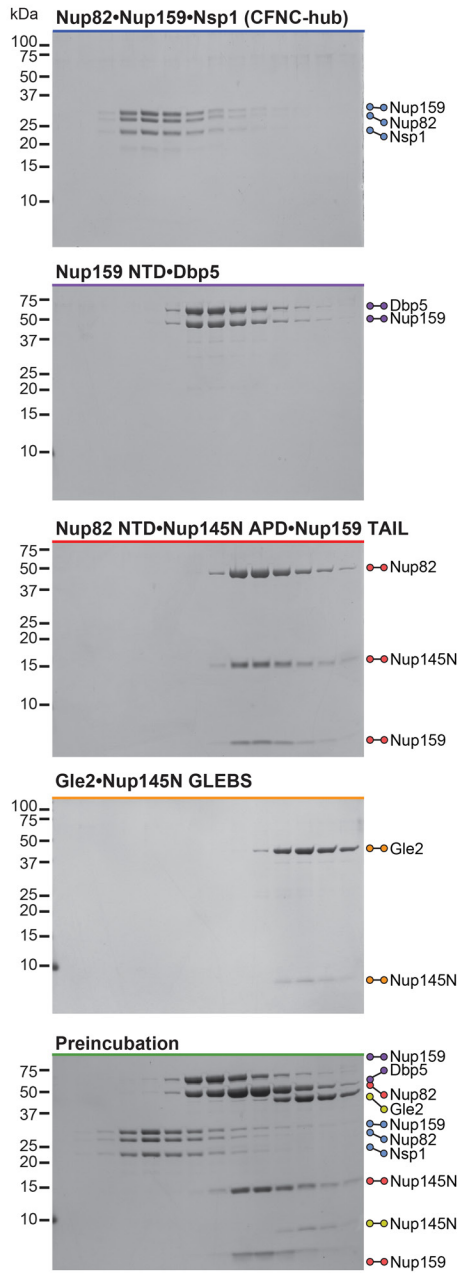 kDa
Nup82•Nup159•Nsp1 (CFNC-hub)
100
75
50
37
25
20
15
10
Nup159
Nup82
Nsp1
Nup159 NTD•Dbp5
75
50
37
25
20
15
10
Dbp5
Nup159
Nup82 NTD•Nup145N APD•Nup159 TAIL
75
50
37
25
20
15
10
Nup82
Nup145N
Nup159
Gle2•Nup145N GLEBS
100
75
50
37
25
20
15
10
Gle2
Nup145N
Preincubation
75
50
37
25
20
15
10
Nup159
Dbp5
Nup82
Gle2
Nup159
Nup82
Nsp1
Nup145N
Nup145N
Nup159